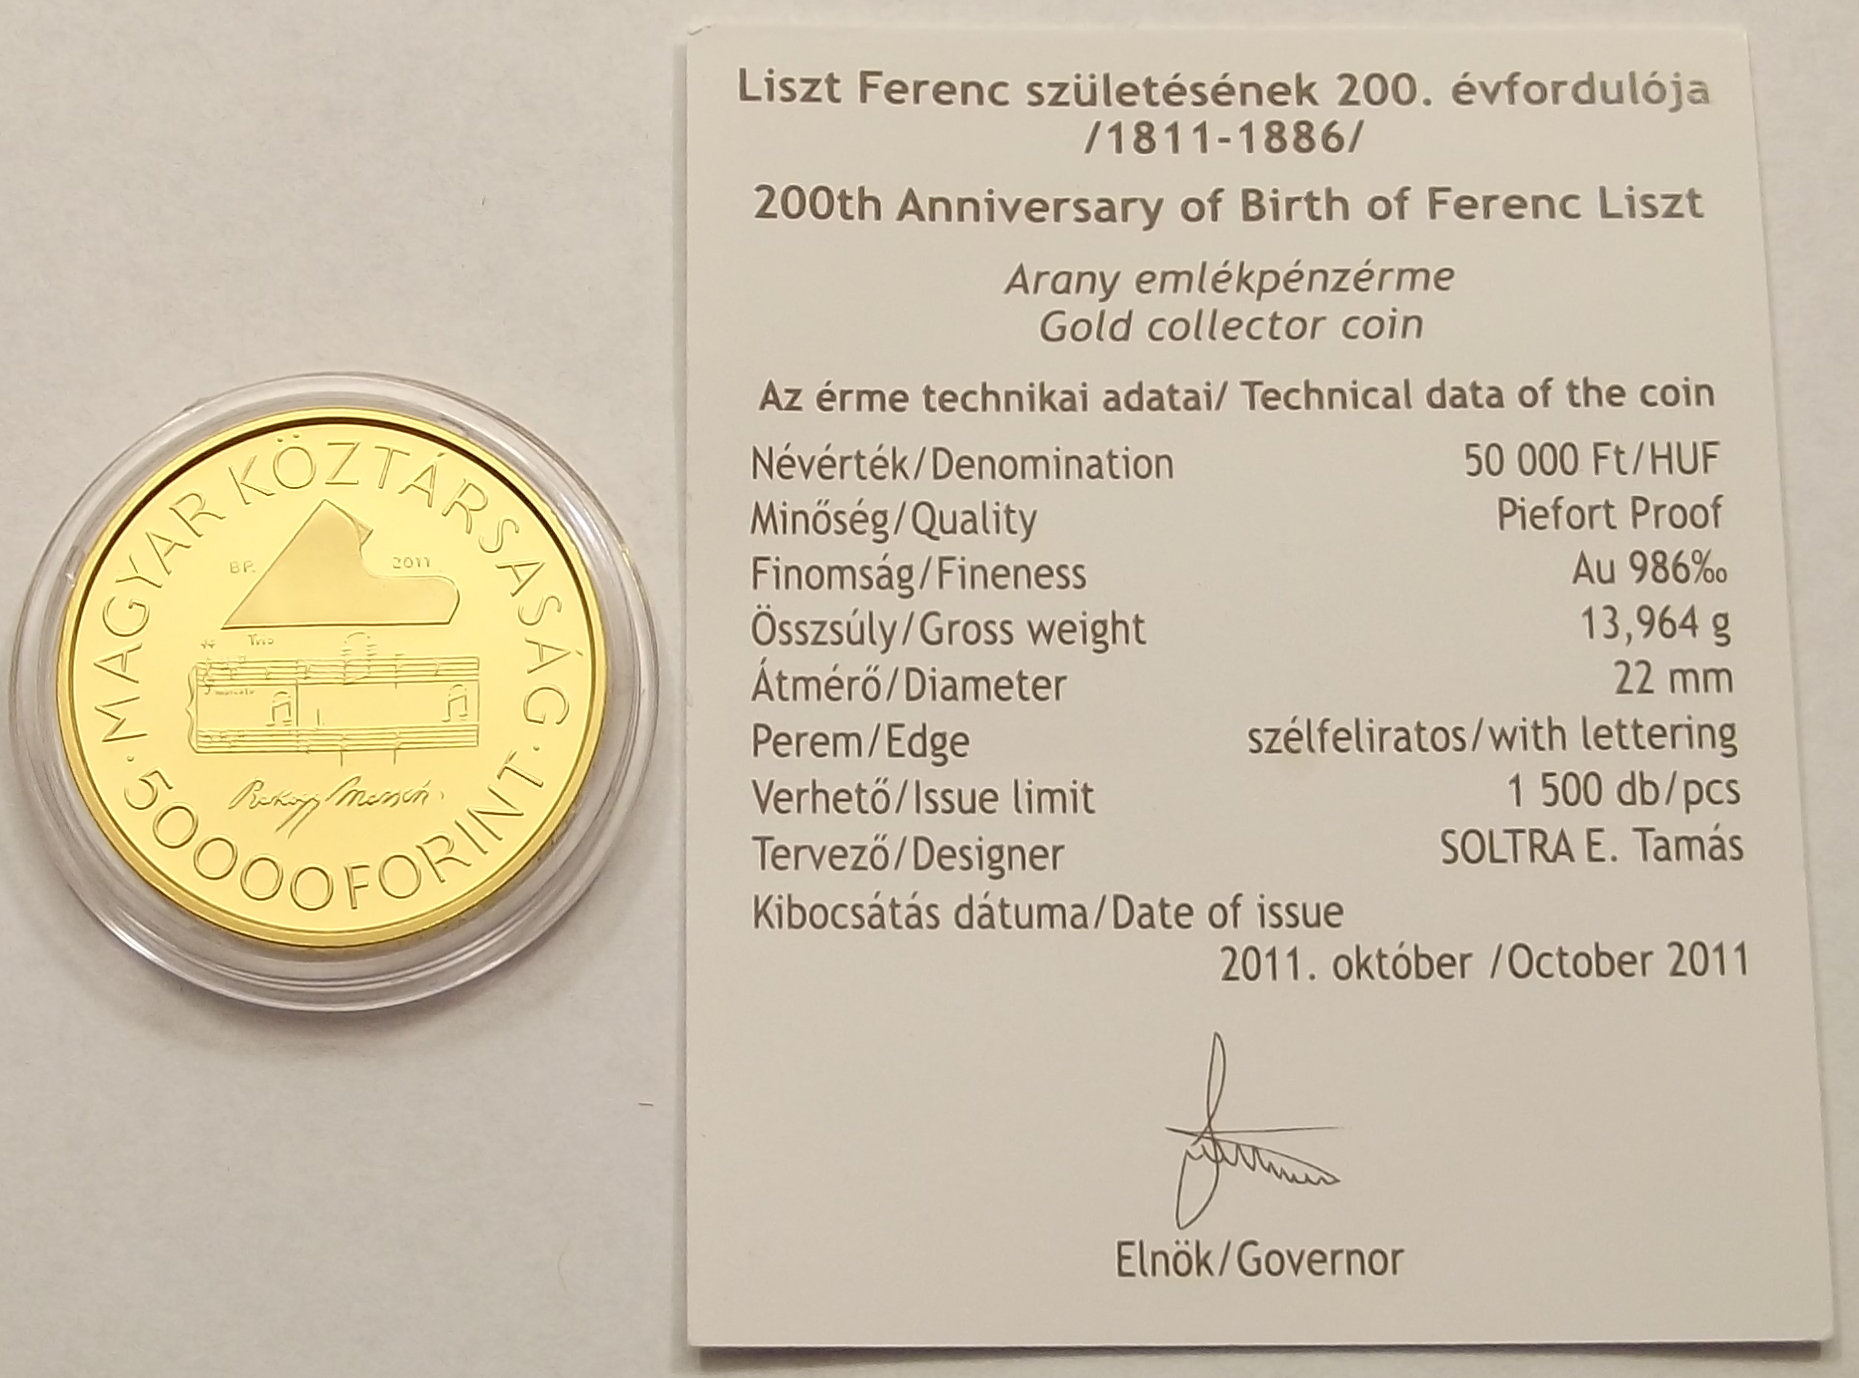 MAGYAR KÖZTÁRSASÁG
BP. 2011
Trio
50000 FORINT
Liszt Ferenc születésének 200. évfordulója
/1811-1886/
200th Anniversary of Birth of Ferenc Liszt
Arany emlékpénzérme
Gold collector coin
Az érme technikai adatai/ Technical data of the coin
Névérték/Denomination 50 000 Ft/HUF
Minőség/Quality Piefort Proof
Finomság/Fineness Au 986‰
Összsúly/Gross weight 13,964 g
Átmérő/Diameter 22 mm
Perem/Edge szélfeliratos/with lettering
Verhető/Issue limit 1 500 db/pcs
Tervező/Designer SOLTRA E. Tamás
Kibocsátás dátuma/Date of issue
2011. október /October 2011
Elnök/Governor